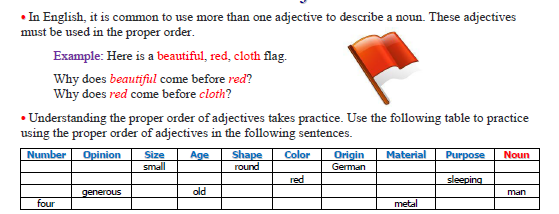 • In English, it is common to use more than one adjective to describe a noun. These adjectives
must be used in the proper order.
Example: Here is a beautiful, red, cloth flag.
Why does beautiful come before red?
Why does red come before cloth?
• Understanding the proper order of adjectives takes practice. Use the following table to practice
using the proper order of adjectives in the following sentences.
Number Opinion Size Age Shape Color Origin Material Purpose Noun
small round German
red sleeping
generous old man
four metal